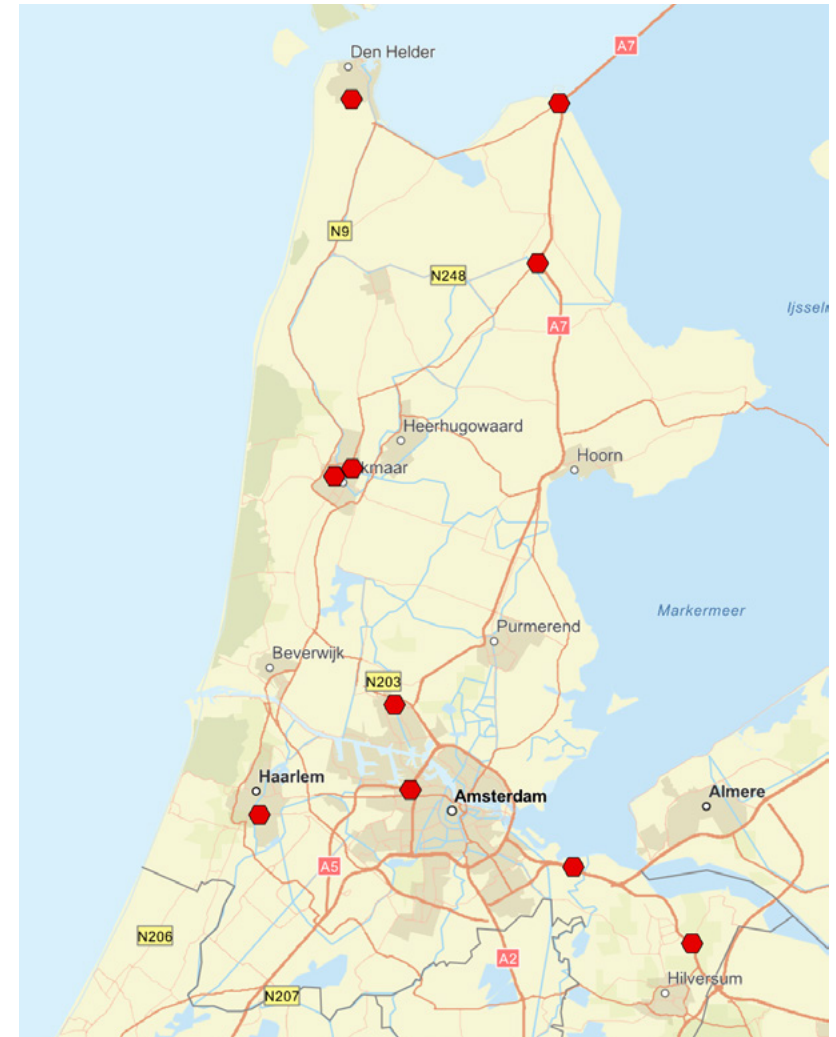 Den Helder
A7
N9
N248
Ijsseln
A7
Heerhugowaard
Hoorn
kmaar
Markermeer
Purmerend
Beverwijk
N203
Haarlem
Almere
Amsterdam
A5
N206
A2
Hilversum
N207